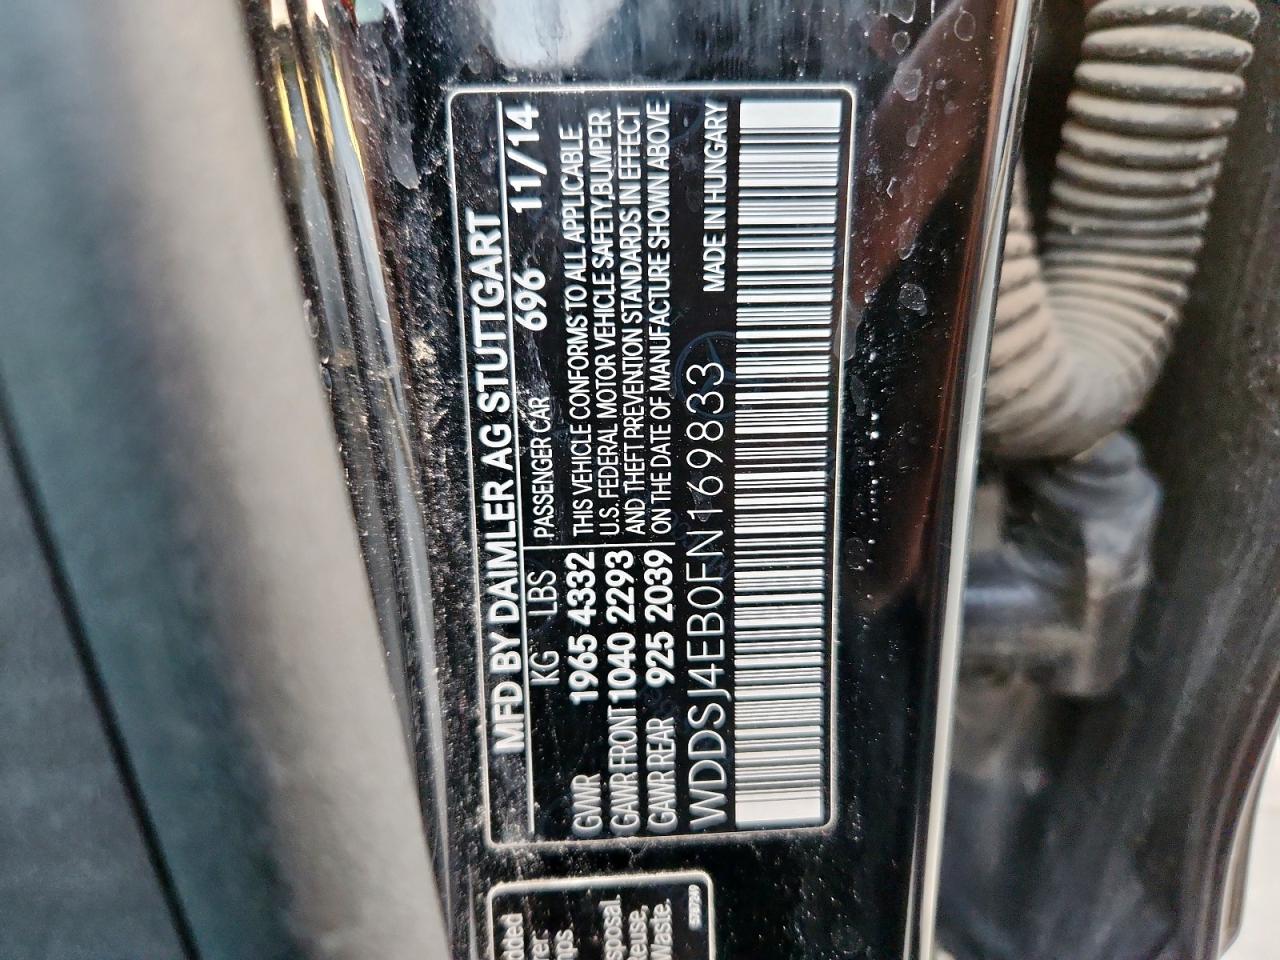 MFD BY DAIMLER AG STUTTGART
KG LBS PASSENGER CAR 696 11/14
GWR 1965 4332 THIS VEHICLE CONFORMS TO ALL APPLICABLE
GAWR FRONT 1040 2293 U.S. FEDERAL MOTOR VEHICLE SAFETY, BUMPER
GAWR REAR 925 2039 AND THEFT PREVENTION STANDARDS IN EFFECT
ON THE DATE OF MANUFACTURE SHOWN ABOVE
WDDSJ4EB0FN169833 MADE IN HUNGARY
Waste.